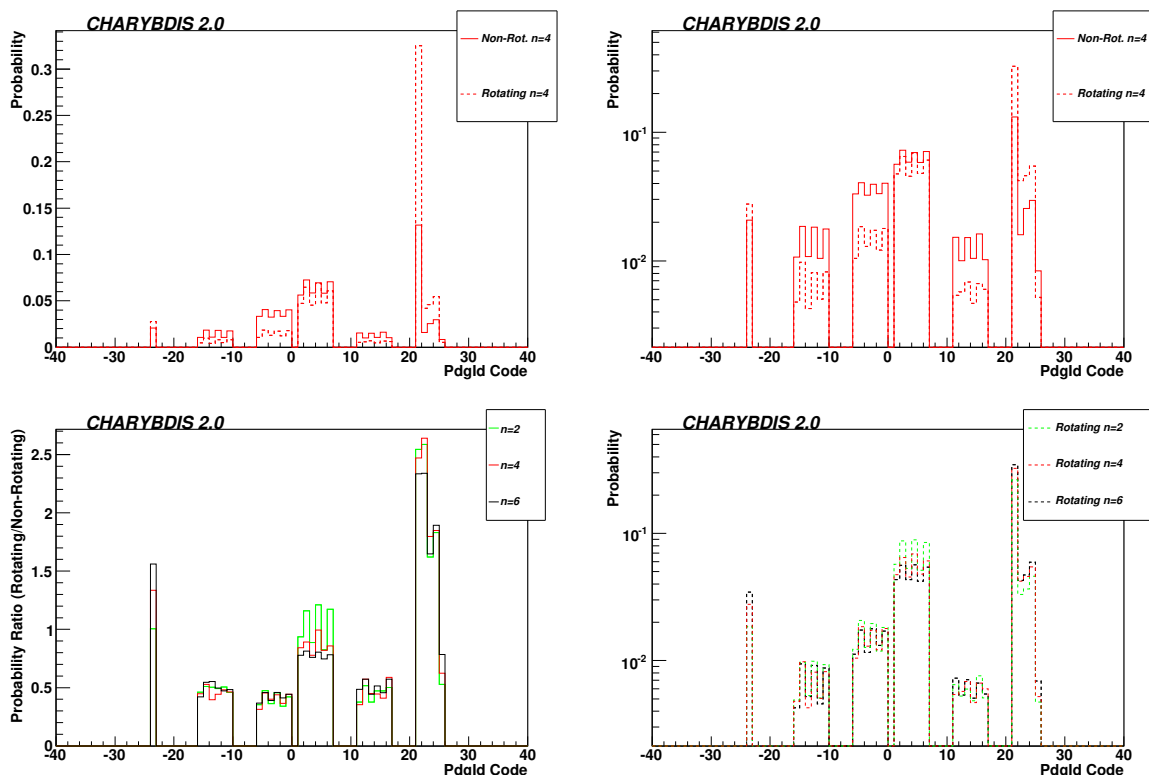 CHARYBDIS 2.0
Probability
0.3
0.25
0.2
0.15
0.1
0.05
0
-40 -30 -20 -10 0 10 20 30 40
PdgId Code
Non-Rot. n=4
Rotating n=4
CHARYBDIS 2.0
Probability
10-1
10-2
-40 -30 -20 -10 0 10 20 30 40
PdgId Code
Non-Rot. n=4
Rotating n=4
CHARYBDIS 2.0
Probability Ratio (Rotating/Non-Rotating)
2.5
2
1.5
1
0.5
0
-40 -30 -20 -10 0 10 20 30 40
PdgId Code
n=2
n=4
n=6
CHARYBDIS 2.0
Probability
10-1
10-2
-40 -30 -20 -10 0 10 20 30 40
PdgId Code
Rotating n=2
Rotating n=4
Rotating n=6